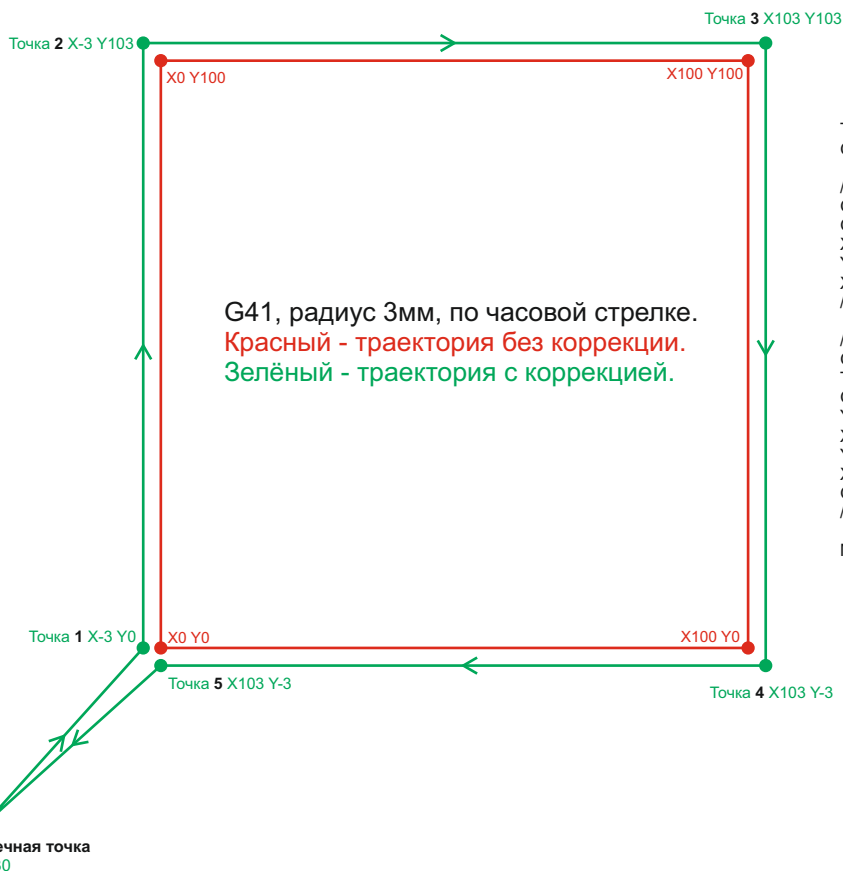 Точка 3 X103 Y103
Точка 2 X-3 Y103
X0 Y100
X100 Y100
G41, радиус 3мм, по часовой стрелке.
Красный - траектория без коррекции.
Зелёный - траектория с коррекцией.
Точка 1 X-3 Y0
X0 Y0
X100 Y0
Точка 5 X103 Y-3
Точка 4 X103 Y-3